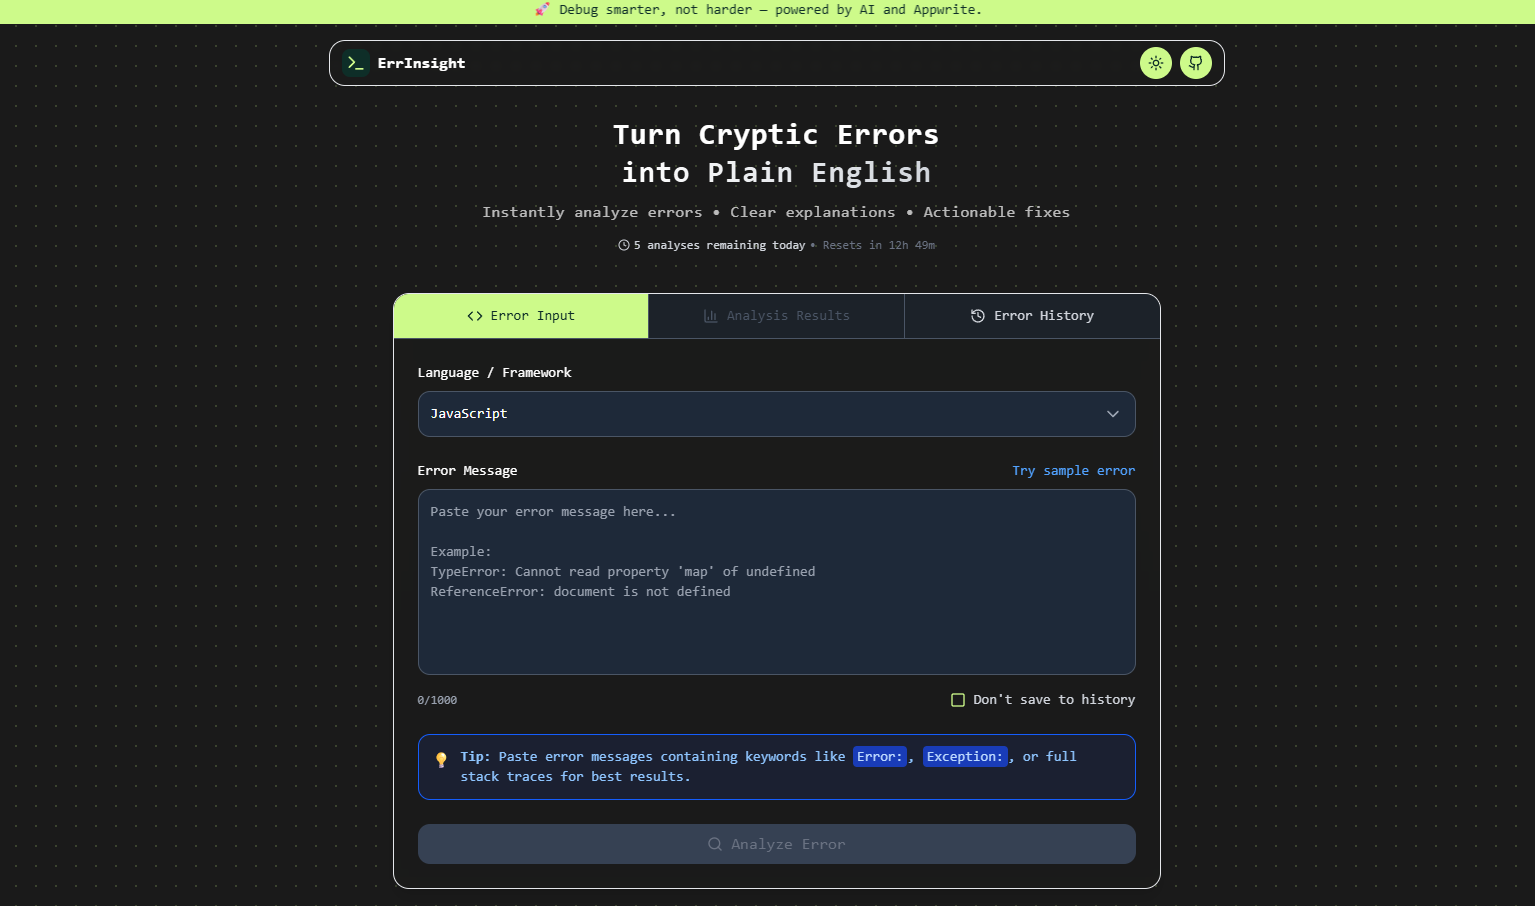 🚀 Debug smarter, not harder — powered by AI and Appwrite.
>_ ErrInsight
Turn Cryptic Errors
into Plain English
Instantly analyze errors • Clear explanations • Actionable fixes
5 analyses remaining today • Resets in 12h 49m
<> Error Input
Analysis Results
Error History
Language / Framework
JavaScript
Error Message
Try sample error
Paste your error message here...
Example:
TypeError: Cannot read property 'map' of undefined
ReferenceError: document is not defined
0/1000
Don't save to history
💡 Tip: Paste error messages containing keywords like Error:, Exception:, or full
stack traces for best results.
Analyze Error